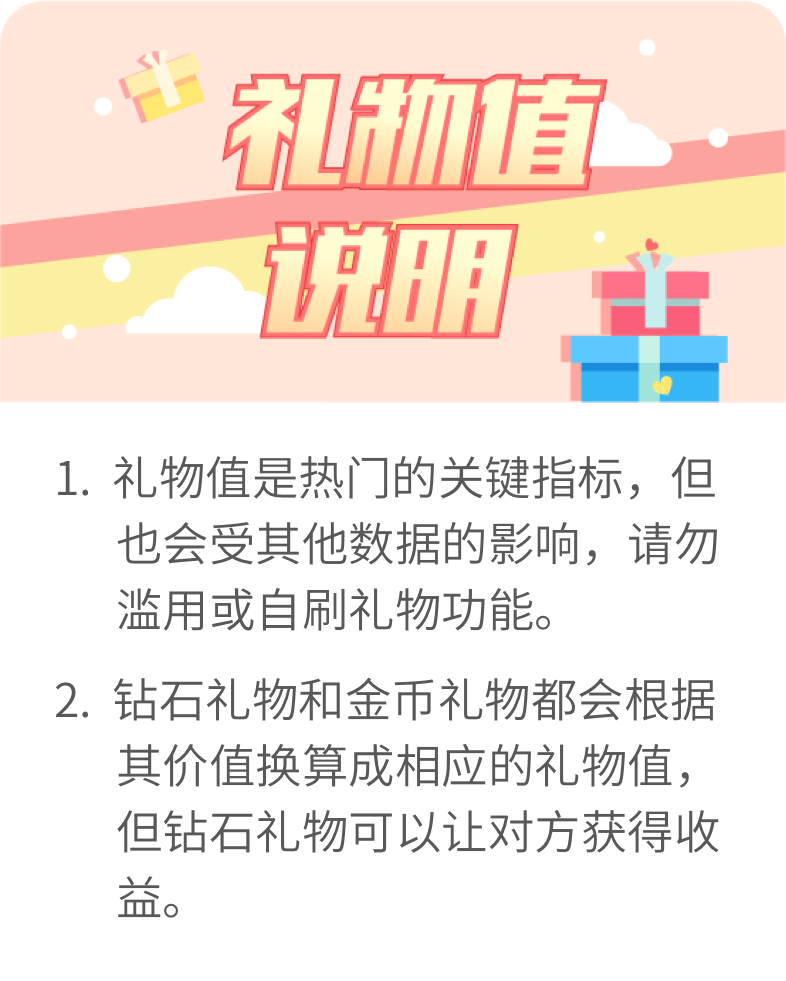 礼物值
说明
1. 礼物值是热门的关键指标，但
也会受其他数据的影响，请勿
滥用或自刷礼物功能。
2. 钻石礼物和金币礼物都会根据
其价值换算成相应的礼物值，
但钻石礼物可以让对方获得收
益。